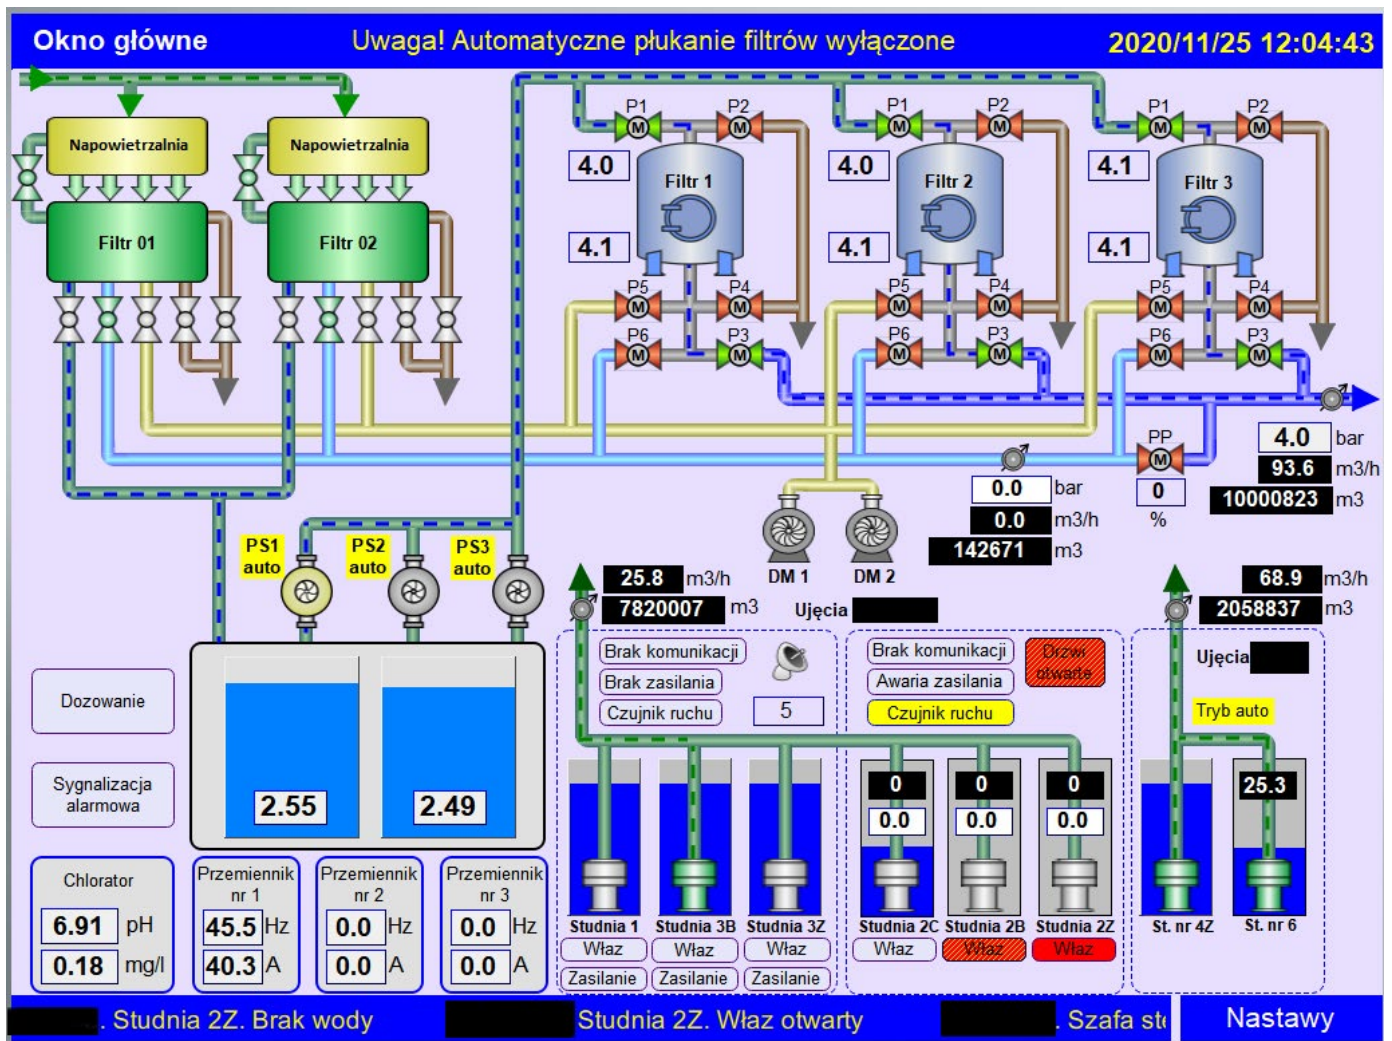 Okno główne
Uwaga! Automatyczne płukanie filtrów wyłączone
2020/11/25 12:04:43
Napowietrzalnia
Napowietrzalnia
Filtr 01
Filtr 02
P1
P2
M
M
4.0
Filtr 1
4.1
P5
P4
M
M
P6
P3
M
M
P1
P2
M
M
4.0
Filtr 2
4.1
P5
P4
M
M
P6
P3
M
M
P1
P2
M
M
4.1
Filtr 3
4.1
P5
P4
M
M
P6
P3
M
M
PP
M
0
%
4.0 bar
93.6 m3/h
10000823 m3
0.0 bar
0.0 m3/h
142671 m3
DM 1
DM 2
PS1
auto
PS2
auto
PS3
auto
25.8 m3/h
7820007 m3
Ujęcia
68.9 m3/h
2058837 m3
Brak komunikacji
Brak zasilania
Czujnik ruchu
5
Brak komunikacji
Awaria zasilania
Czujnik ruchu
Drzwi
otwarte
Ujęcia
Tryb auto
Dozowanie
Sygnalizacja
alarmowa
2.55
2.49
0
0.0
0
0.0
0
0.0
25.3
Chlorator
6.91 pH
0.18 mg/l
Przemiennik
nr 1
45.5 Hz
40.3 A
Przemiennik
nr 2
0.0 Hz
0.0 A
Przemiennik
nr 3
0.0 Hz
0.0 A
Studnia 1
Właz
Zasilanie
Studnia 3B
Właz
Zasilanie
Studnia 3Z
Właz
Zasilanie
Studnia 2C
Właz
Studnia 2B
Właz
Studnia 2Z
Właz
St. nr 4Z
St. nr 6
. Studnia 2Z. Brak wody
Studnia 2Z. Właz otwarty
. Szafa ste
Nastawy